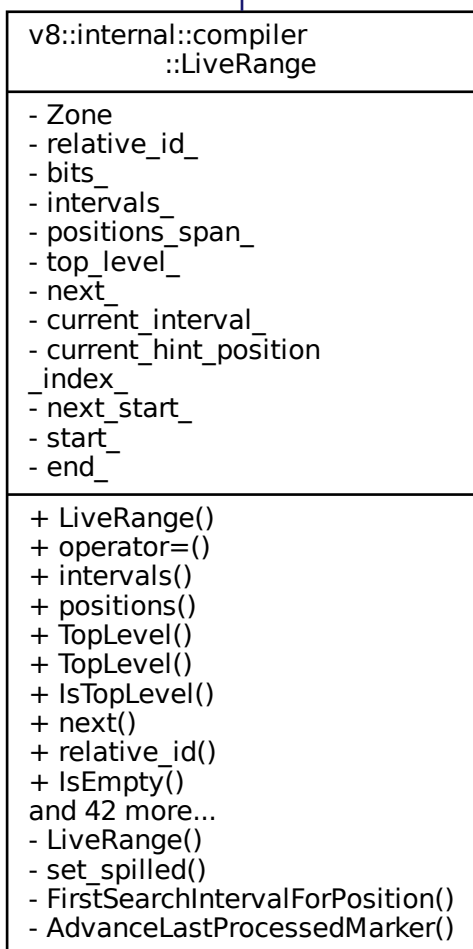 v8::internal::compiler
::LiveRange
- Zone
- relative_id_
- bits_
- intervals_
- positions_span_
- top_level_
- next_
- current_interval_
- current_hint_position
_index_
- next_start_
- start_
- end_
+ LiveRange()
+ operator=()
+ intervals()
+ positions()
+ TopLevel()
+ TopLevel()
+ IsTopLevel()
+ next()
+ relative_id()
+ IsEmpty()
and 42 more...
- LiveRange()
- set_spilled()
- FirstSearchIntervalForPosition()
- AdvanceLastProcessedMarker()